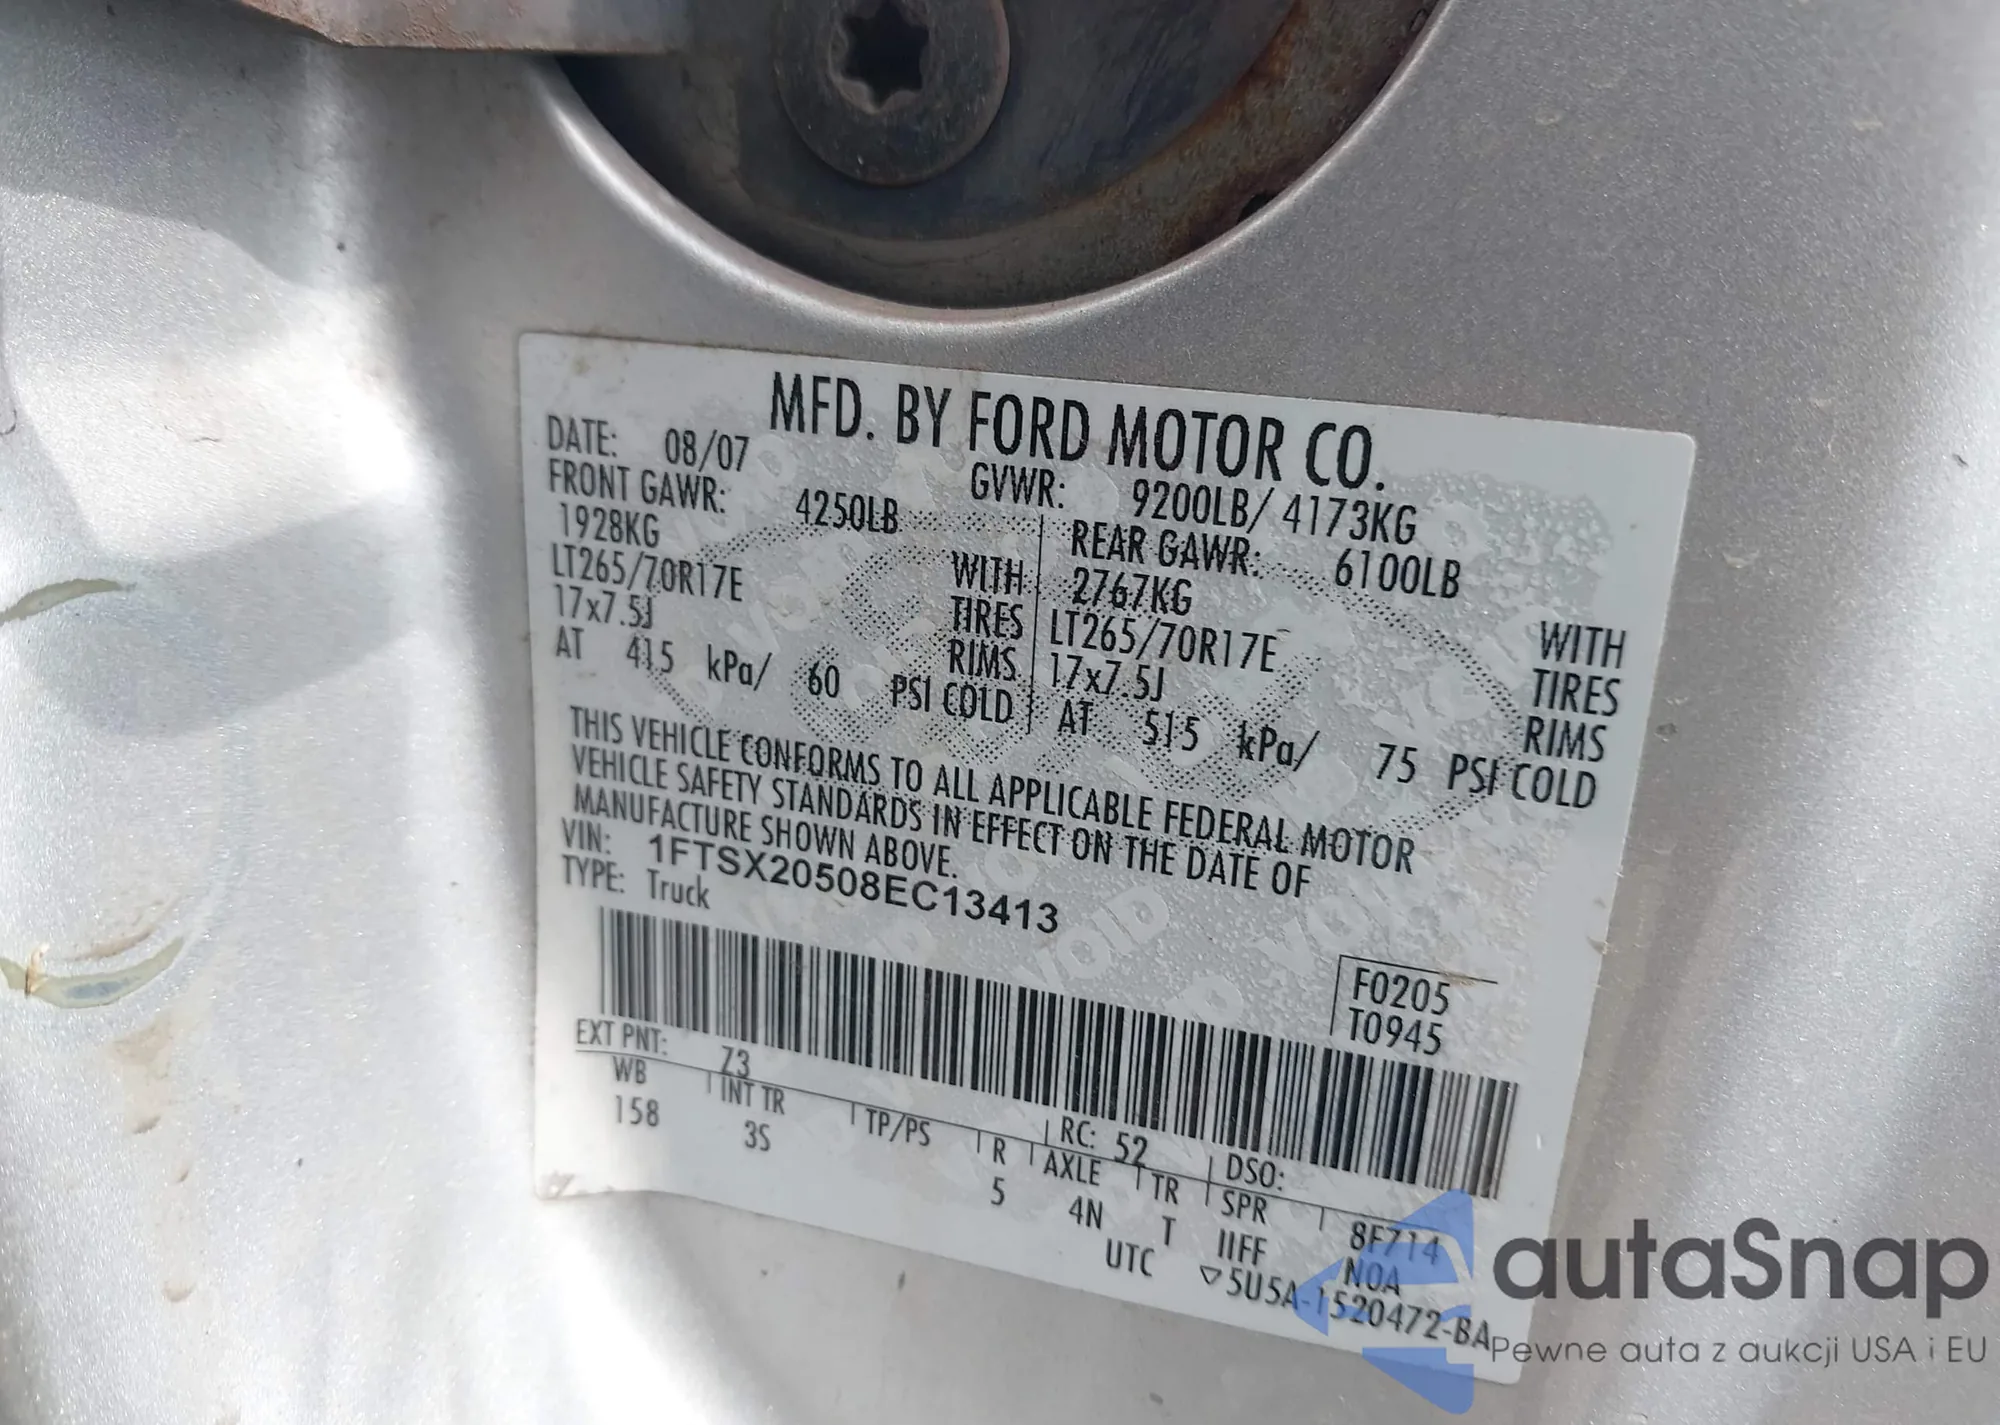 MFD. BY FORD MOTOR CO.
DATE: 08/07 GVWR: 9200LB/ 4173KG
FRONT GAWR: 4250LB REAR GAWR: 6100LB
1928KG WITH 2767KG WITH
LT265/70R17E TIRES LT265/70R17E TIRES
17x7.5J RIMS 17x7.5J RIMS
AT 415 kPa/ 60 PSI COLD AT 515 kPa/ 75 PSI COLD
THIS VEHICLE CONFORMS TO ALL APPLICABLE FEDERAL MOTOR
VEHICLE SAFETY STANDARDS IN EFFECT ON THE DATE OF
MANUFACTURE SHOWN ABOVE.
VIN: 1FTSX20508EC13413
TYPE: Truck
F0205
T0945
EXT PNT: Z3 RC: 52 DSO:
WB INT TR TP/PS R AXLE TR SPR 8F714
158 3S 5 4N T IIFF NOA
UTC ▽5U5A-1520472-BA
autaSnap
Pewne auta z aukcji USA i EU